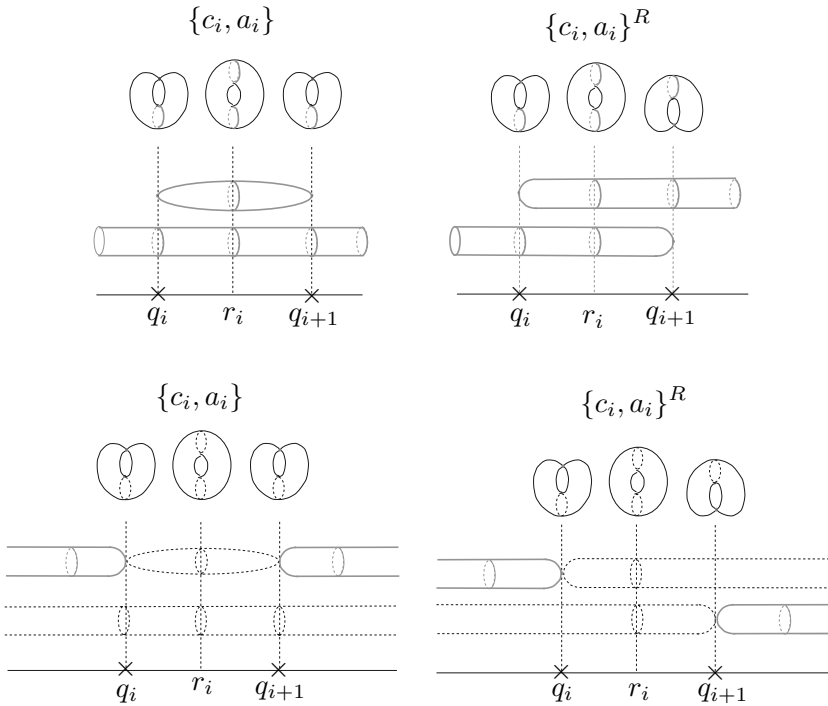 {c_i, a_i}
{c_i, a_i}^R
q_i r_i q_{i+1}
q_i r_i q_{i+1}
{c_i, a_i}
{c_i, a_i}^R
q_i r_i q_{i+1}
q_i r_i q_{i+1}